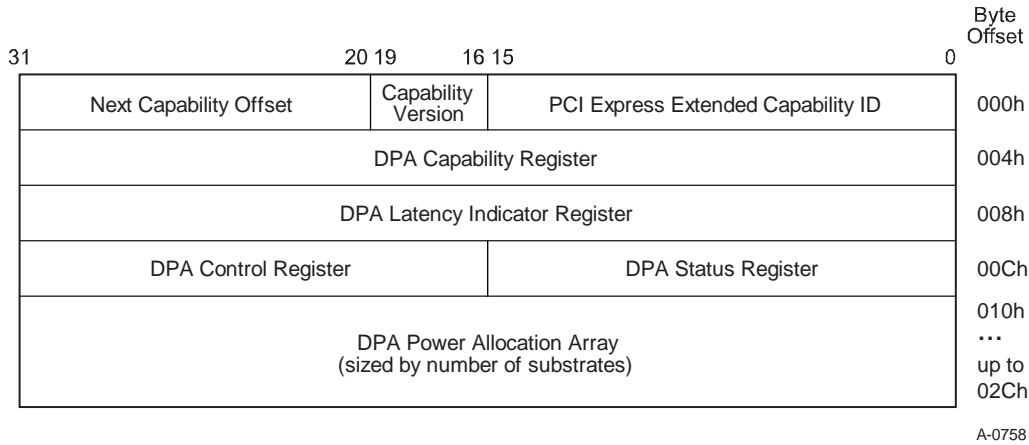 Byte
Offset
31 20 19 16 15 0
Next Capability Offset
Capability
Version
PCI Express Extended Capability ID
000h
DPA Capability Register
004h
DPA Latency Indicator Register
008h
DPA Control Register
DPA Status Register
00Ch
DPA Power Allocation Array
(sized by number of substrates)
010h
...
up to
02Ch
A-0758